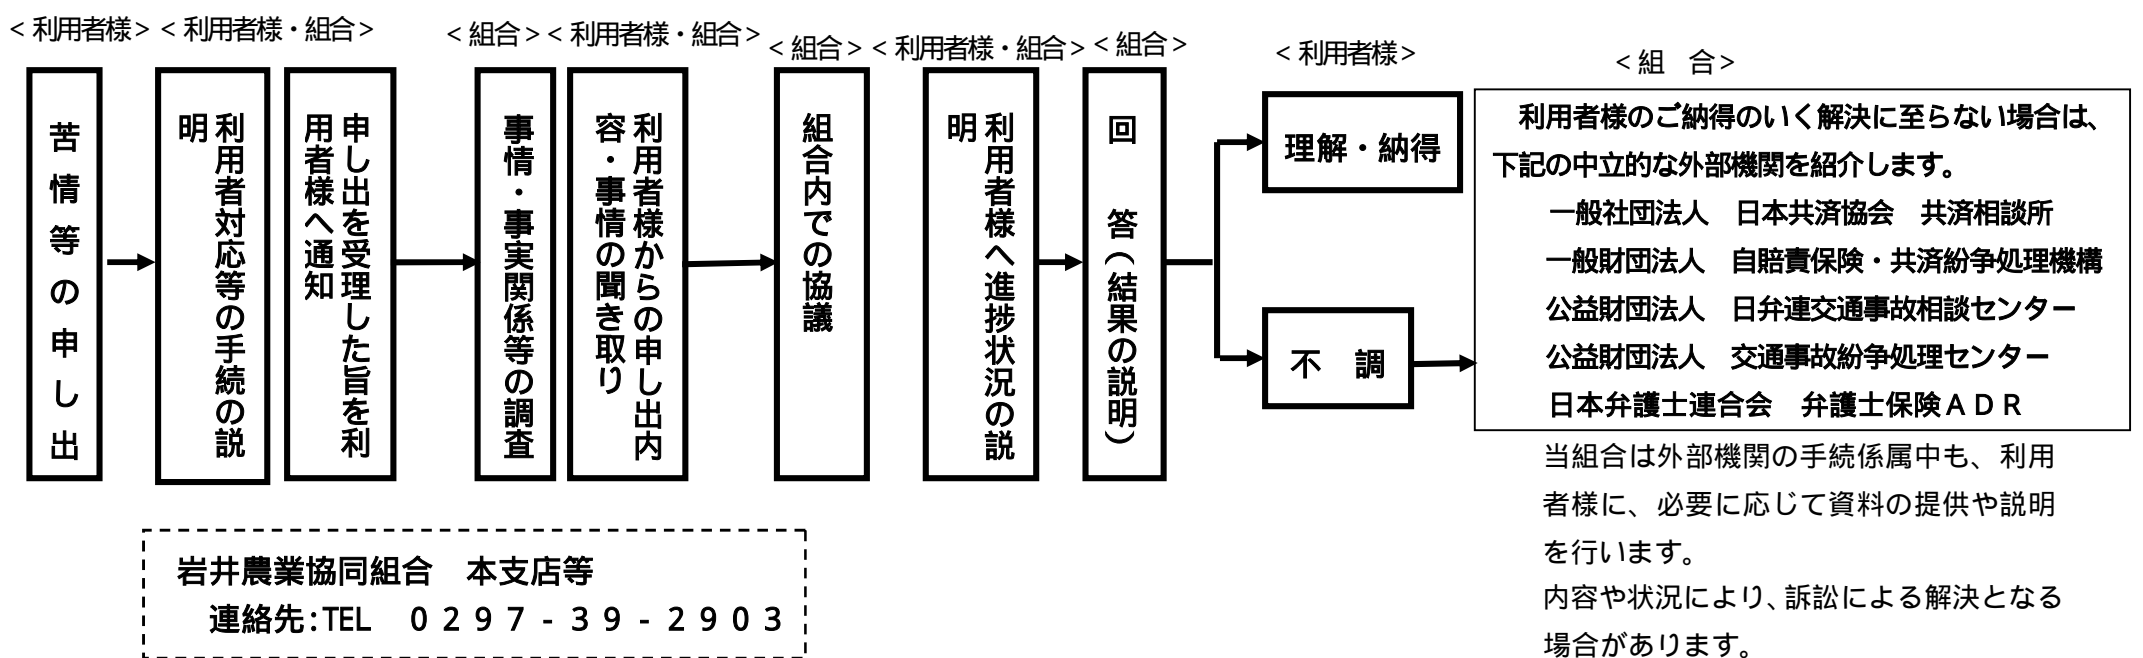 <利用者様>
<利用者様・組合>
<組合>
<利用者様・組合>
<組合>
<利用者様・組合>
<組合>
<利用者様>
<組　合>
苦情等の申し出
利用者対応等の手続の説
明
申し出を受理した旨を利
用者様へ通知
事情・事実関係等の調査
利用者様からの申し出内
容・事情の聞き取り
組合内での協議
利用者様へ進捗状況の説
明
回　答(結果の説明)
理解・納得
不　調
利用者様のご納得のいく解決に至らない場合は、
下記の中立的な外部機関を紹介します。
一般社団法人　日本共済協会　共済相談所
一般財団法人　自賠責保険・共済紛争処理機構
公益財団法人　日弁連交通事故相談センター
公益財団法人　交通事故紛争処理センター
日本弁護士連合会　弁護士保険ＡＤＲ
当組合は外部機関の手続係属中も、利用
者様に、必要に応じて資料の提供や説明
を行います。
内容や状況により、訴訟による解決となる
場合があります。
岩井農業協同組合　本支店等
連絡先:TEL　０２９７-３９-２９０３